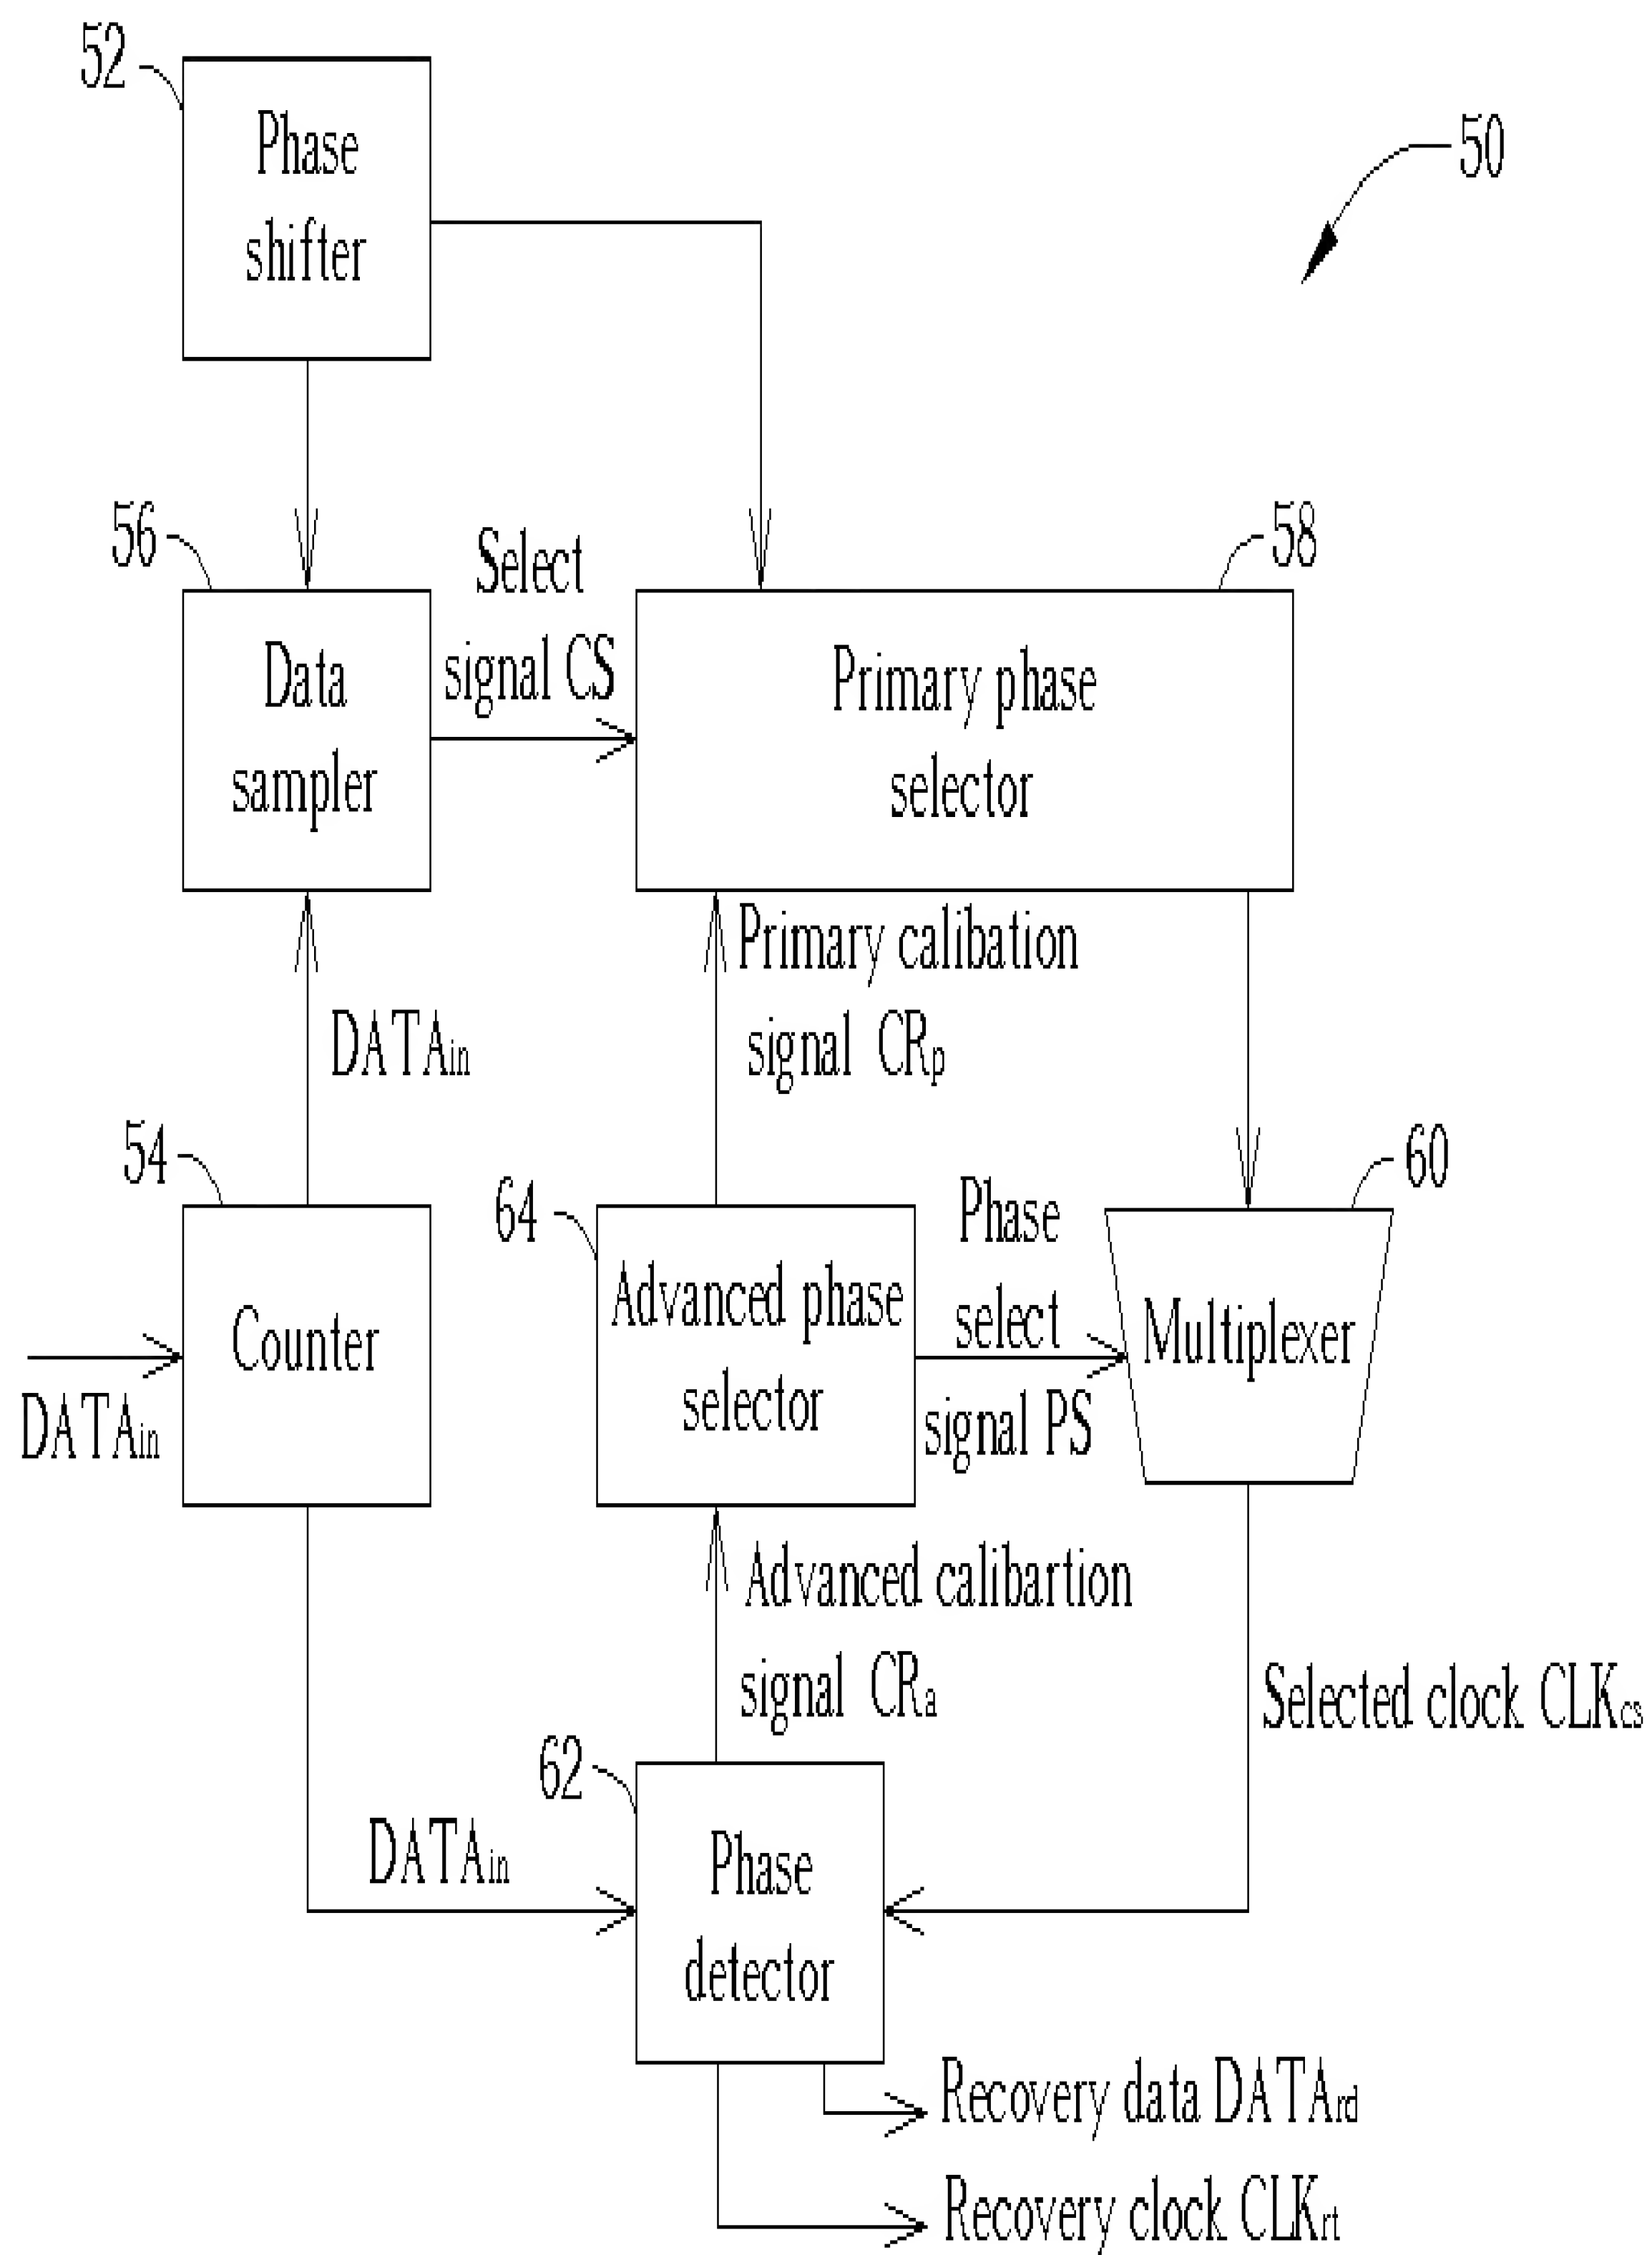 52
Phase
shifter
50
56
Select
signal CS
58
Data
sampler
Primary phase
selector
Primary calibation
signal CRp
DATAin
54
64
Phase
select
signal PS
60
Counter
Advanced phase
selector
Multiplexer
DATAin
Advanced calibartion
signal CRa
Selected clock CLKcs
62
DATAin
Phase
detector
Recovery data DATArd
Recovery clock CLKrt